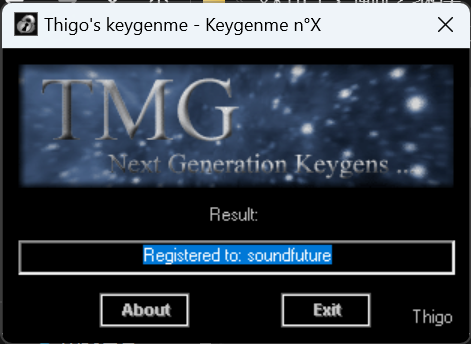 Thigo's keygenme - Keygenme n°X
TMG
Next Generation Keygens ...
Result:
Registered to: soundfuture
About
Exit
Thigo